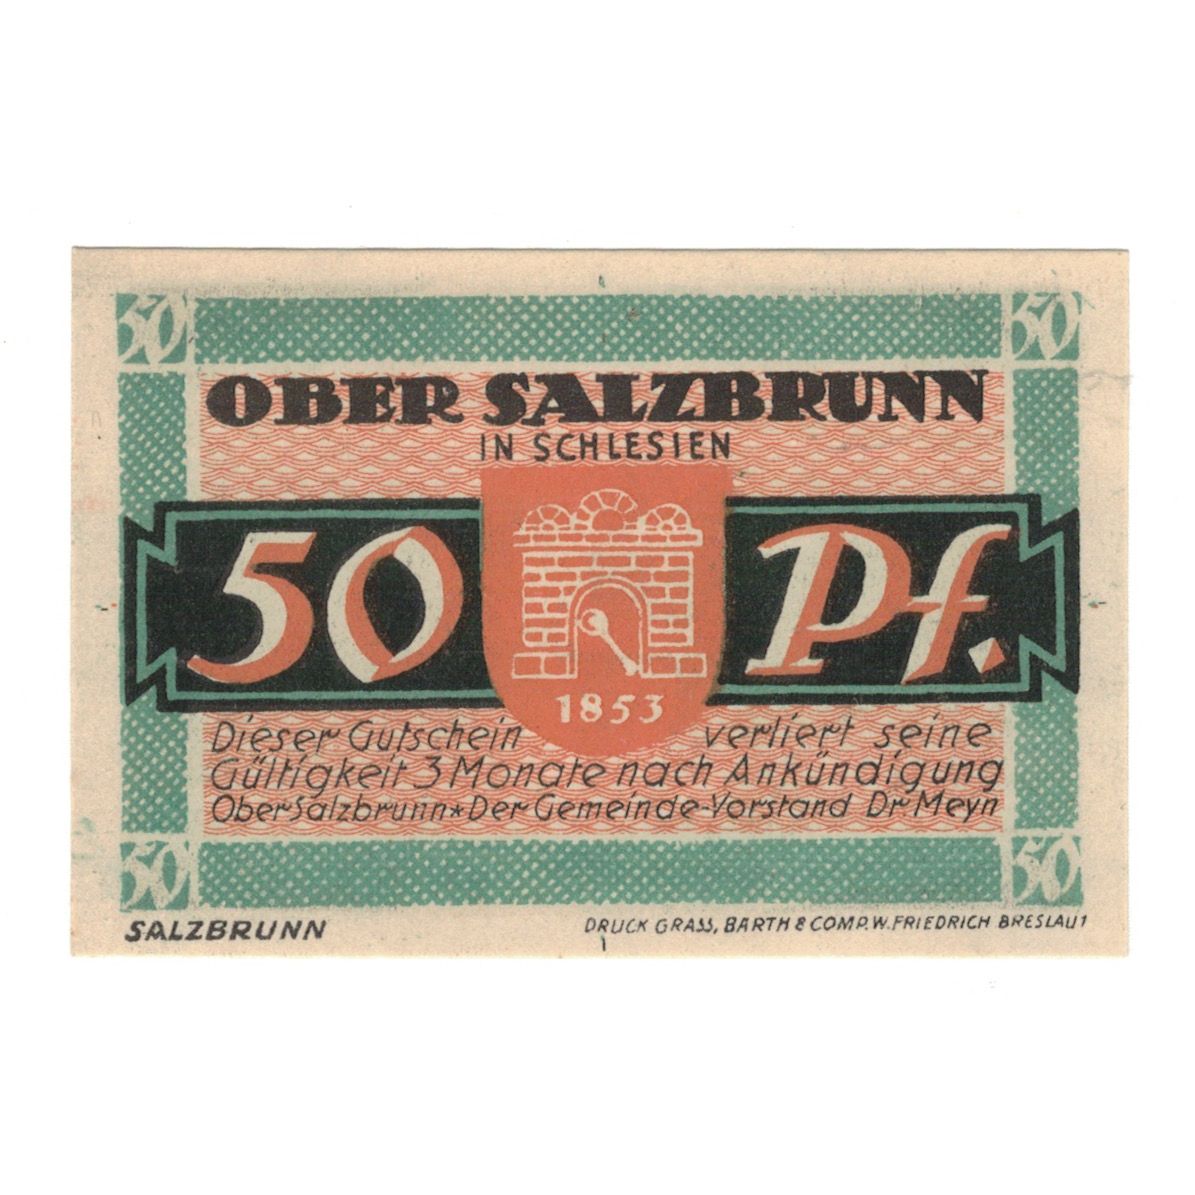 50 50
OBER SALZBRUNN
IN SCHLESIEN
50 Pf.
1853
Dieser Gutschein verliert seine
Gültigkeit 3 Monate nach Ankündigung
Ober Salzbrunn * Der Gemeinde-Vorstand Dr. Meyn
50 50
SALZBRUNN DRUCK GRASS, BARTH & COMP. W. FRIEDRICH BRESLAU 1